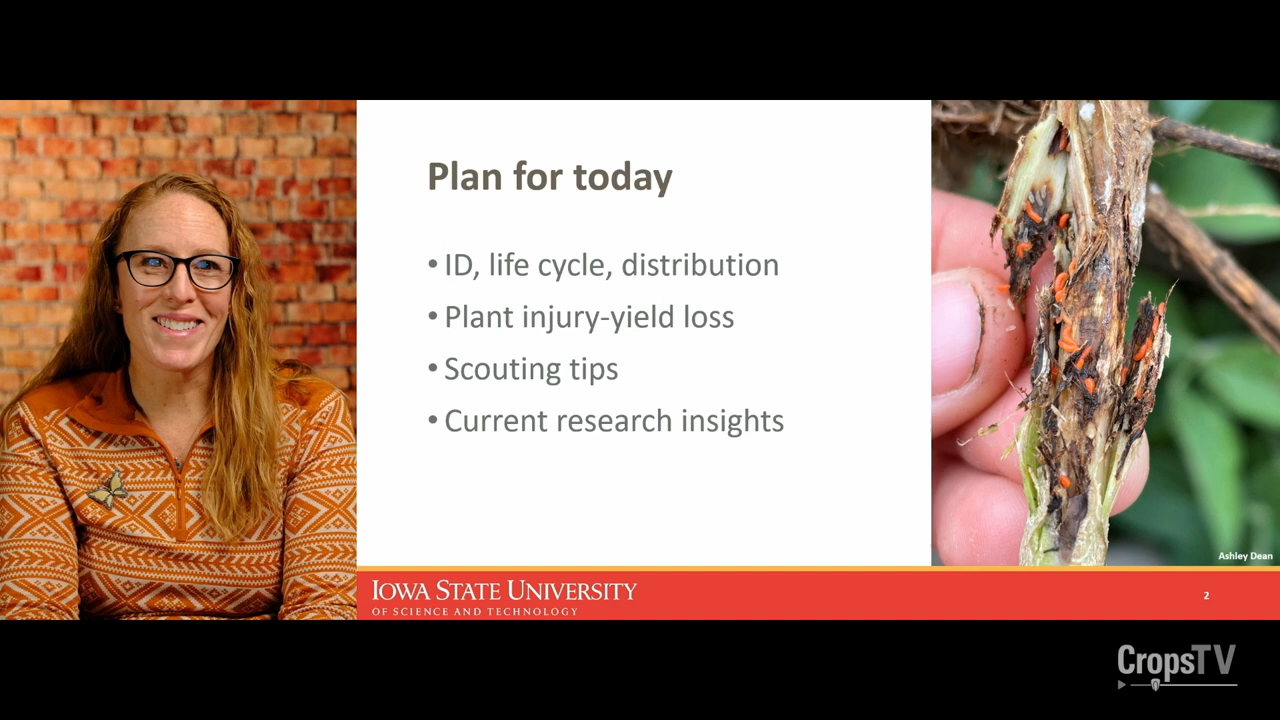 Plan for today
• ID, life cycle, distribution
• Plant injury-yield loss
• Scouting tips
• Current research insights
Ashley Dean
IOWA STATE UNIVERSITY
OF SCIENCE AND TECHNOLOGY
2
CropsTV